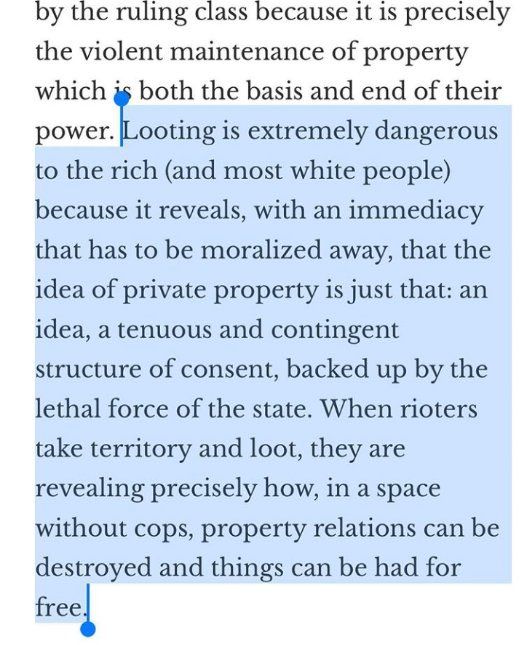 by the ruling class because it is precisely
the violent maintenance of property
which is both the basis and end of their
power. Looting is extremely dangerous
to the rich (and most white people)
because it reveals, with an immediacy
that has to be moralized away, that the
idea of private property is just that: an
idea, a tenuous and contingent
structure of consent, backed up by the
lethal force of the state. When rioters
take territory and loot, they are
revealing precisely how, in a space
without cops, property relations can be
destroyed and things can be had for
free.